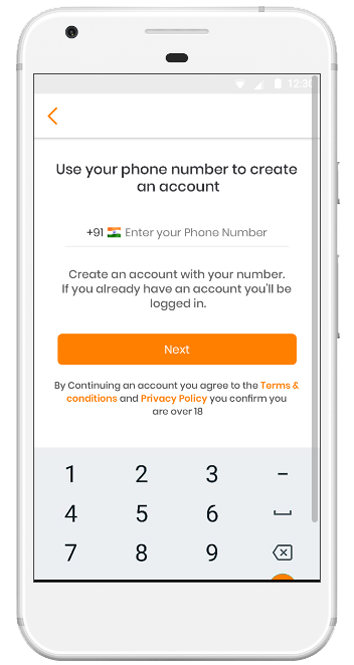 12:30
Use your phone number to create
an account
+91 Enter your Phone Number
Create an account with your number.
If you already have an account you'll be
logged in.
Next
By Continuing an account you agree to the Terms &
conditions and Privacy Policy you confirm you
are over 18
1 2 3 -
4 5 6
7 8 9